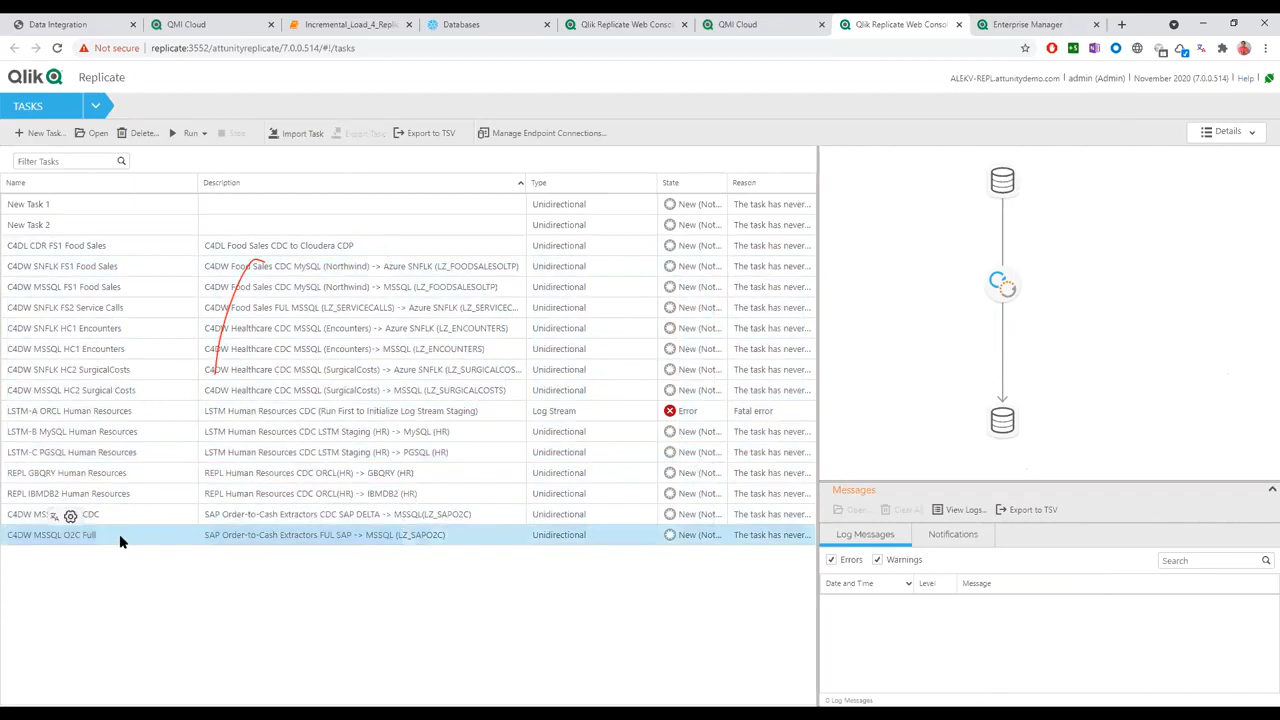 Data Integration × QMI Cloud × Incremental_Load_4_Repli × Databases × Qlik Replicate Web Conso × QMI Cloud × Qlik Replicate Web Conso × Enterprise Manager ×
Not secure replicate:3552/attunityreplicate/7.0.0.514/#!/tasks
Qlik Replicate
ALEKV-REPL.attunitydemo.com admin (Admin) November 2020 (7.0.0.514) Help
TASKS
New Task... Open Delete... Run Stop Import Task Export Task Export to TSV Manage Endpoint Connections... Details
Filter Tasks
Name Description Type State Reason
New Task 1 Unidirectional New (Not... The task has never...
New Task 2 Unidirectional New (Not... The task has never...
C4DL CDR FS1 Food Sales C4DL Food Sales CDC to Cloudera CDP Unidirectional New (Not... The task has never...
C4DW SNFLK FS1 Food Sales C4DW Food Sales CDC MySQL (Northwind) -> Azure SNFLK (LZ_FOODSALESOLTP) Unidirectional New (Not... The task has never...
C4DW MSSQL FS1 Food Sales C4DW Food Sales CDC MySQL (Northwind) -> MSSQL (LZ_FOODSALESOLTP) Unidirectional New (Not... The task has never...
C4DW SNFLK FS2 Service Calls C4DW Food Sales FUL MSSQL (LZ_SERVICECALLS) -> Azure SNFLK (LZ_SERVICEC... Unidirectional New (Not... The task has never...
C4DW SNFLK HC1 Encounters C4DW Healthcare CDC MSSQL (Encounters) -> Azure SNFLK (LZ_ENCOUNTERS) Unidirectional New (Not... The task has never...
C4DW MSSQL HC1 Encounters C4DW Healthcare CDC MSSQL (Encounters)-> MSSQL (LZ_ENCOUNTERS) Unidirectional New (Not... The task has never...
C4DW SNFLK HC2 SurgicalCosts C4DW Healthcare CDC MSSQL (SurgicalCosts) -> Azure SNFLK (LZ_SURGICALC... Unidirectional New (Not... The task has never...
C4DW MSSQL HC2 Surgical Costs C4DW Healthcare CDC MSSQL (SurgicalCosts) -> MSSQL (LZ_SURGICALCOSTS) Unidirectional New (Not... The task has never...
LSTM-A ORCL Human Resources LSTM Human Resources CDC (Run First to Initialize Log Stream Staging) Log Stream Error Fatal error
LSTM-B MySQL Human Resources LSTM Human Resources CDC LSTM Staging (HR) -> MySQL (HR) Unidirectional New (Not... The task has never...
LSTM-C PGSQL Human Resources LSTM Human Resources CDC LSTM Staging (HR) -> PGSQL (HR) Unidirectional New (Not... The task has never...
REPL GBQRY Human Resources REPL Human Resources CDC ORCL(HR) -> GBQRY (HR) Unidirectional New (Not... The task has never...
REPL IBMDB2 Human Resources REPL Human Resources CDC ORCL(HR) -> IBMDB2 (HR) Unidirectional New (Not... The task has never...
C4DW MS CDC SAP Order-to-Cash Extractors CDC SAP DELTA -> MSSQL(LZ_SAPO2C) Unidirectional New (Not... The task has never...
C4DW MSSQL O2C Full SAP Order-to-Cash Extractors FUL SAP -> MSSQL (LZ_SAPO2C) Unidirectional New (Not... The task has never...
Messages
Open... Clear All View Logs... Export to TSV
Log Messages Notifications
Errors Warnings Search
Date and Time Level Message
0 Log Messages